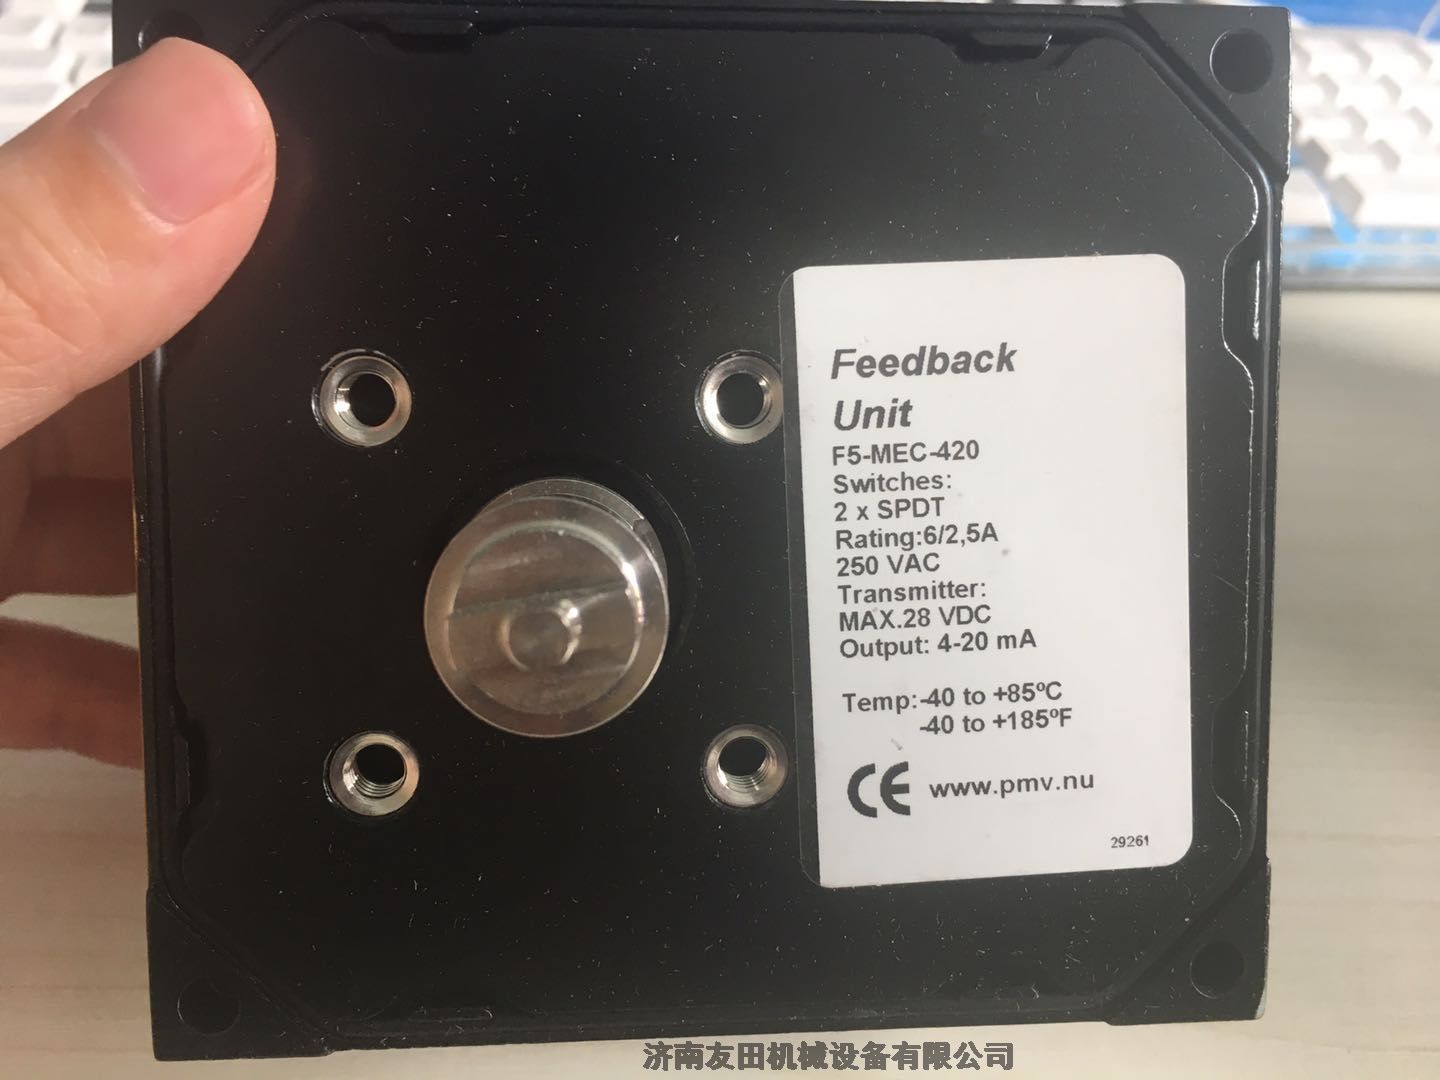 Feedback
Unit
F5-MEC-420
Switches:
2 x SPDT
Rating:6/2,5A
250 VAC
Transmitter:
MAX.28 VDC
Output: 4-20 mA
Temp:-40 to +85ºC
-40 to +185ºF
CE www.pmv.nu
29261
济南友田机械设备有限公司